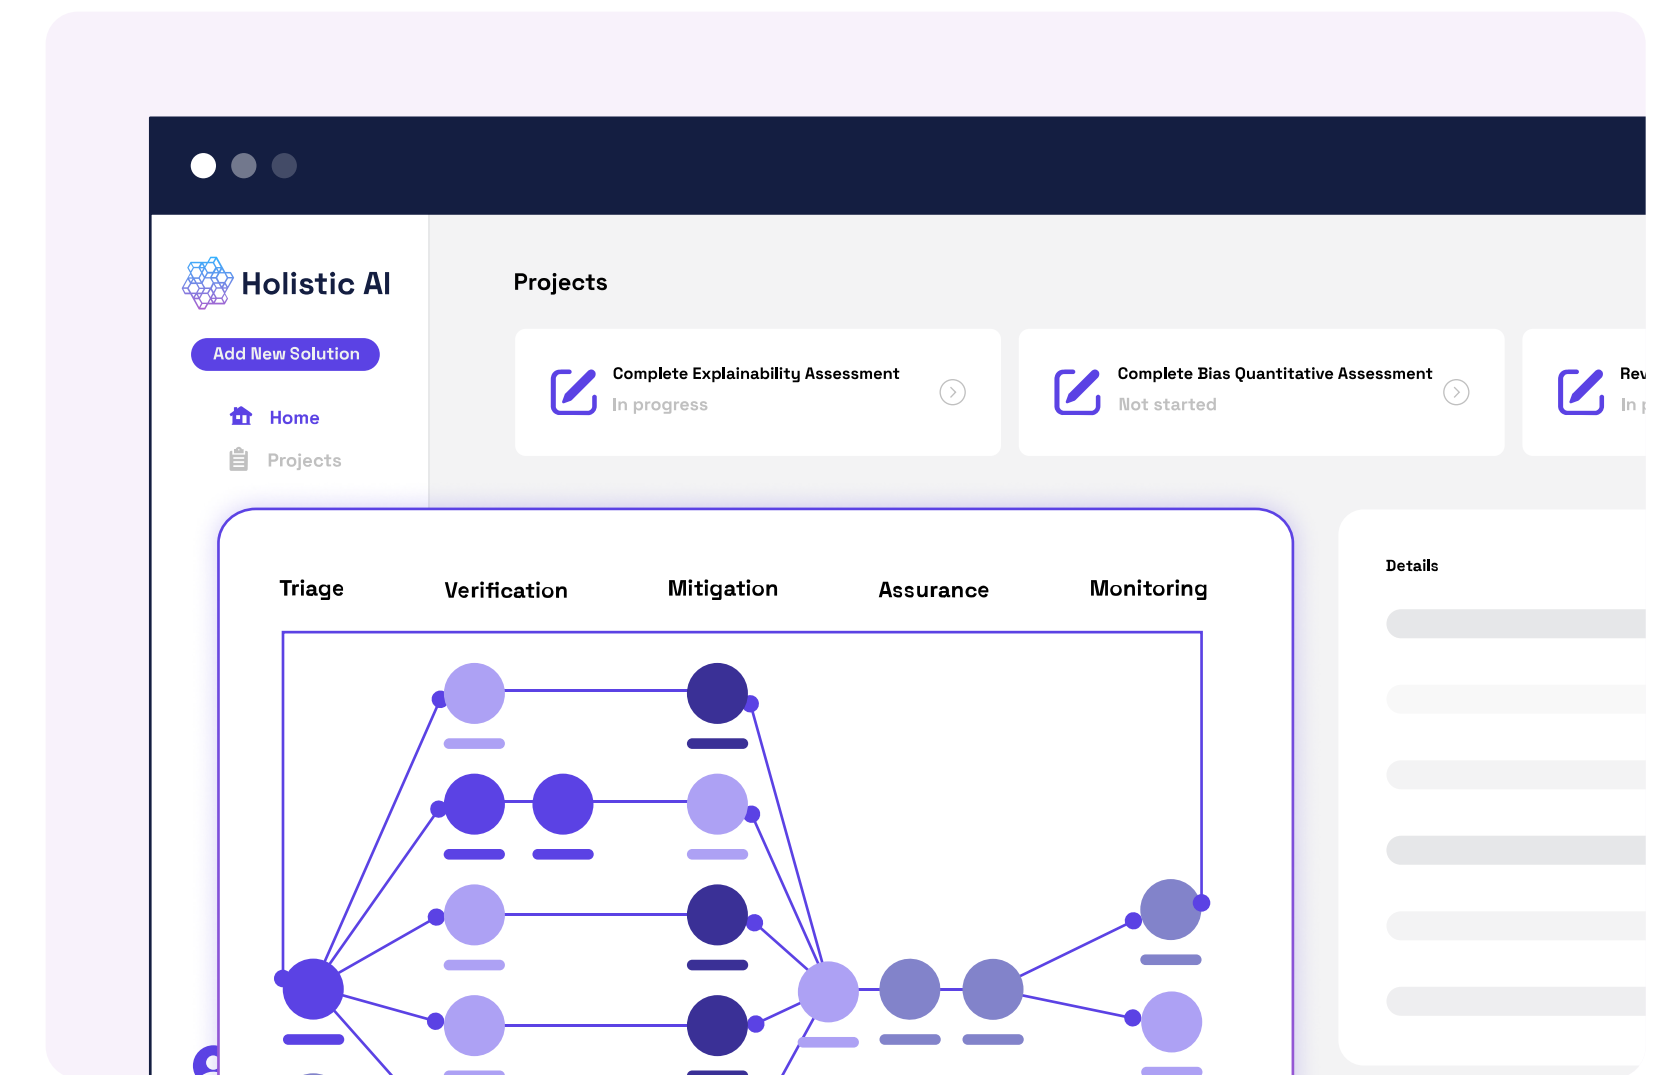 Holistic AI
Add New Solution
Home
Projects
Projects
Complete Explainability Assessment
In progress
Complete Bias Quantitative Assessment
Not started
Triage
Verification
Mitigation
Assurance
Monitoring
Details